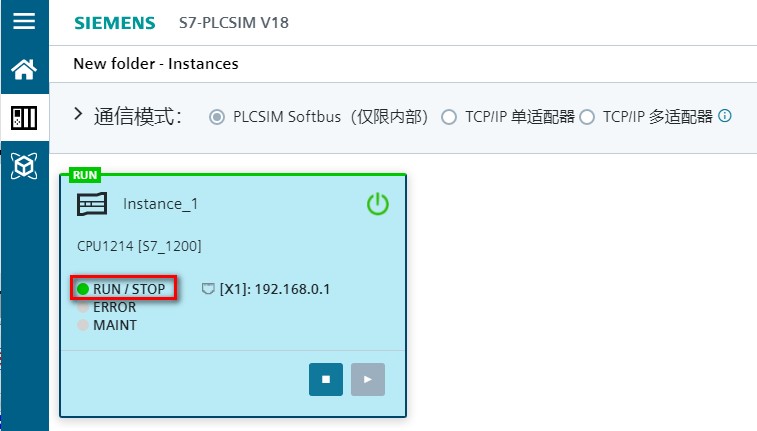 SIEMENS S7-PLCSIM V18
New folder - Instances
通信模式： PLCSIM Softbus（仅限内部） TCP/IP 单适配器 TCP/IP 多适配器
RUN
Instance_1
CPU1214 [S7_1200]
RUN / STOP [X1]: 192.168.0.1
ERROR
MAINT